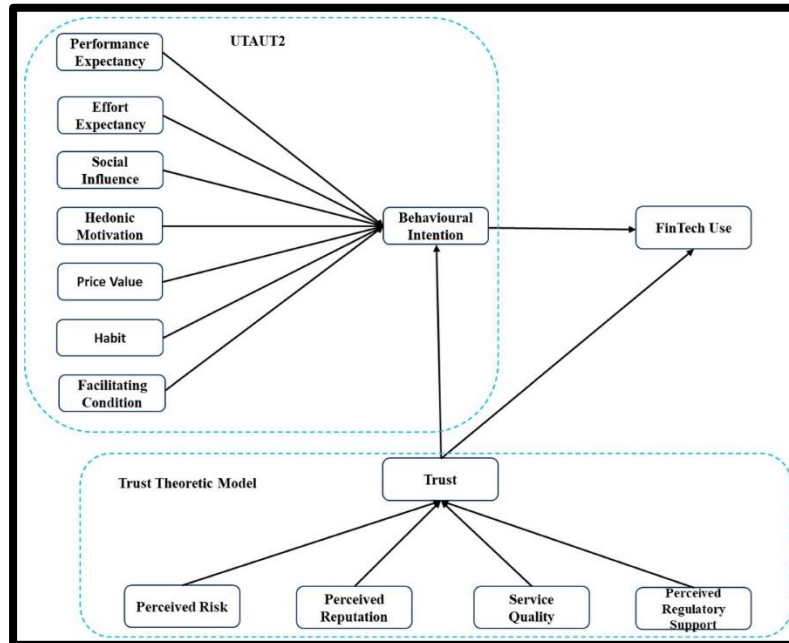 UTAUT2
Performance
Expectancy
Effort
Expectancy
Social
Influence
Hedonic
Motivation
Price Value
Habit
Facilitating
Condition
Behavioural
Intention
FinTech Use
Trust Theoretic Model
Trust
Perceived Risk
Perceived
Reputation
Service
Quality
Perceived
Regulatory
Support